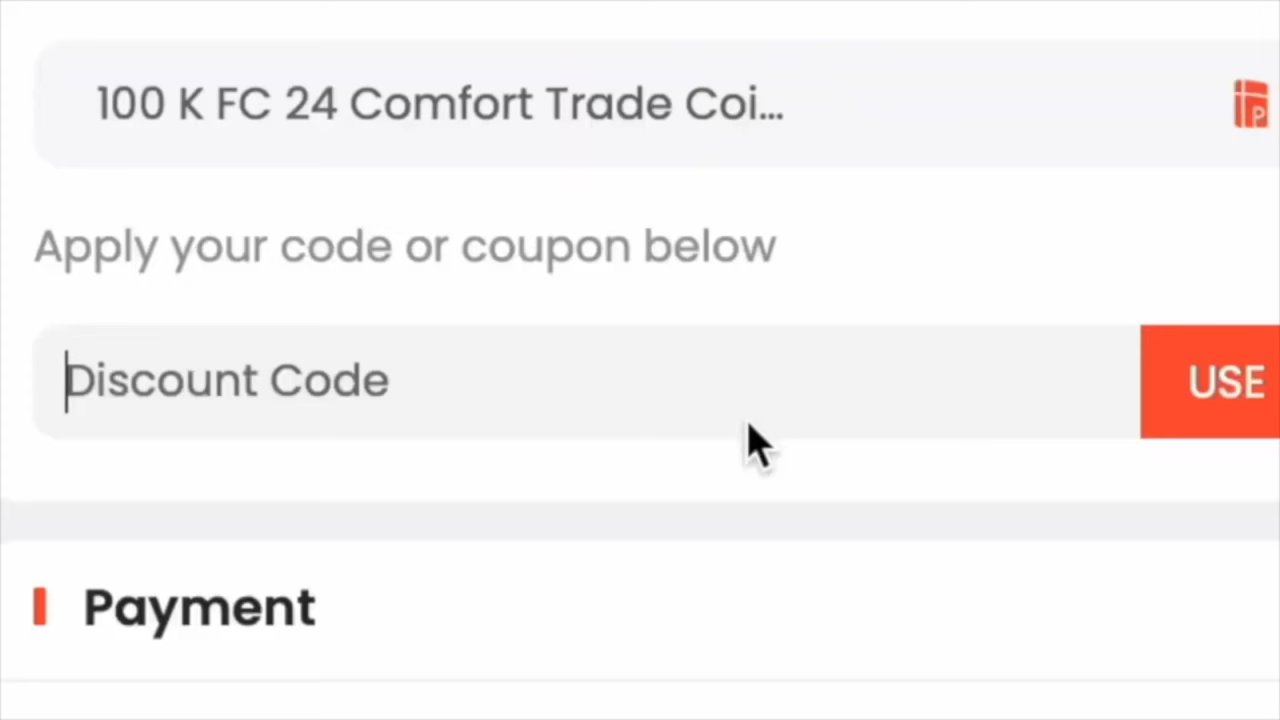 100 K FC 24 Comfort Trade Coi...
P
Apply your code or coupon below
Discount Code
USE
Payment